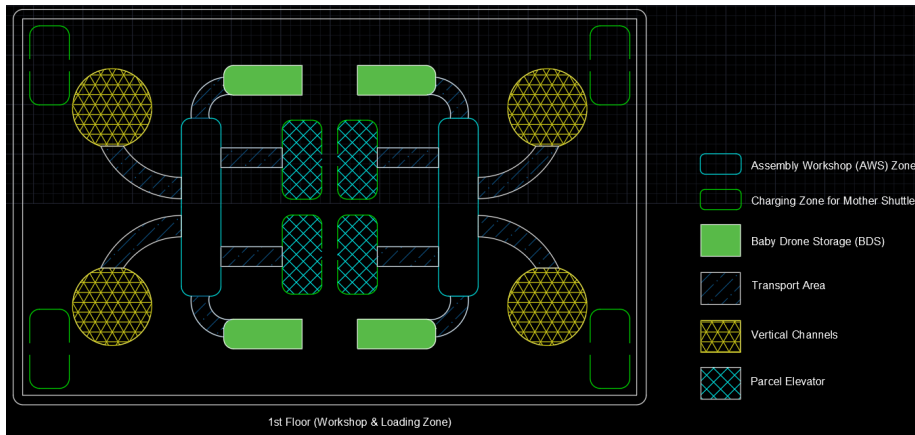 Assembly Workshop (AWS) Zone
Charging Zone for Mother Shuttle
Baby Drone Storage (BDS)
Transport Area
Vertical Channels
Parcel Elevator
1st Floor (Workshop & Loading Zone)